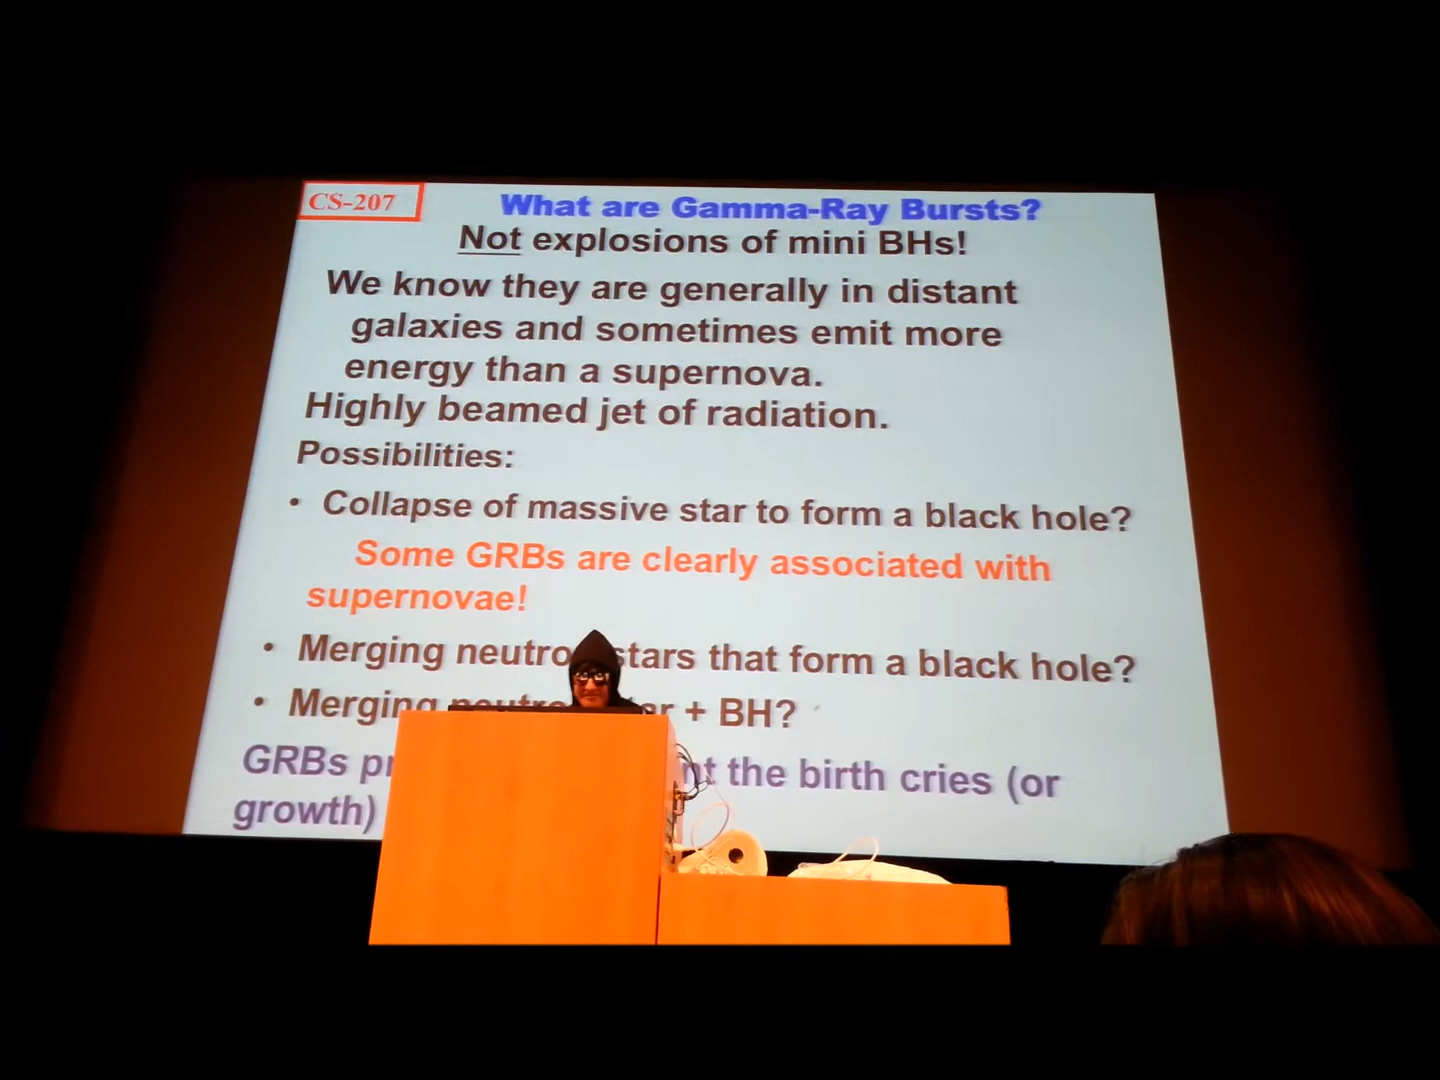 CS-207
What are Gamma-Ray Bursts?
Not explosions of mini BHs!
We know they are generally in distant
galaxies and sometimes emit more
energy than a supernova.
Highly beamed jet of radiation.
Possibilities:
• Collapse of massive star to form a black hole?
Some GRBs are clearly associated with
supernovae!
• Merging neutro stars that form a black hole?
• Merging + BH?
GRBs the birth cries (or
growth)